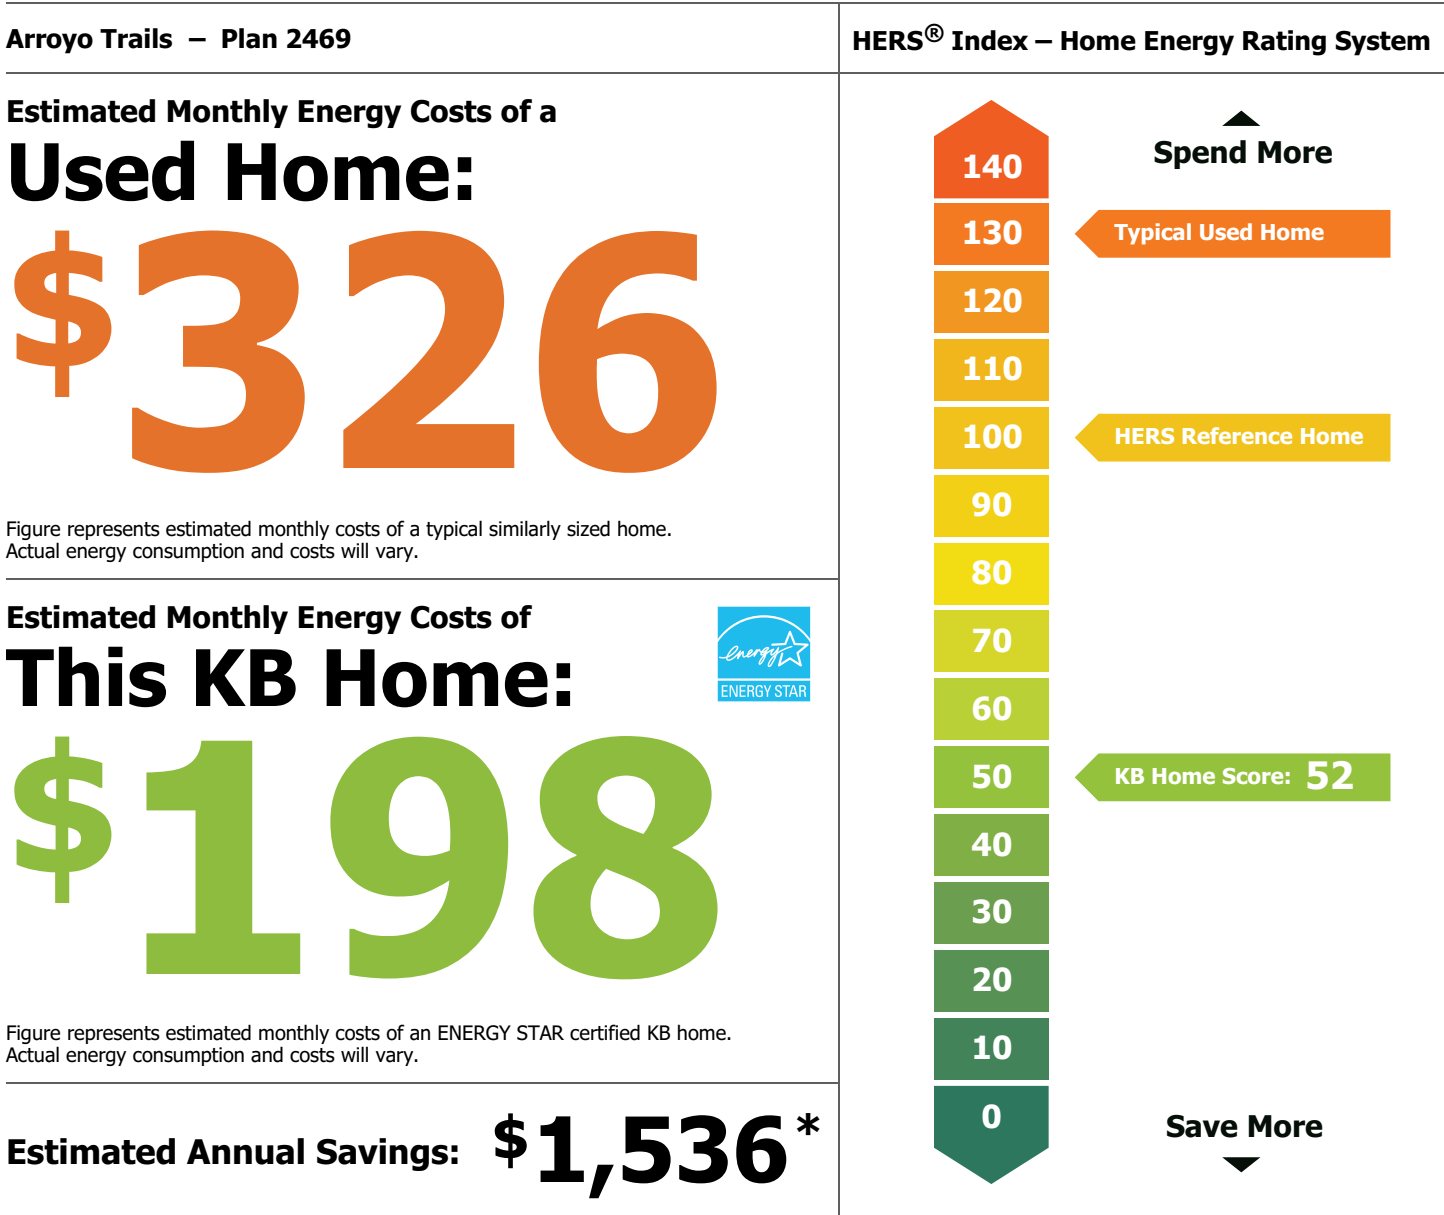 Arroyo Trails – Plan 2469
Estimated Monthly Energy Costs of a
Used Home:
$326
Figure represents estimated monthly costs of a typical similarly sized home.
Actual energy consumption and costs will vary.
Estimated Monthly Energy Costs of
This KB Home:
energy
ENERGY STAR
$198
Figure represents estimated monthly costs of an ENERGY STAR certified KB home.
Actual energy consumption and costs will vary.
Estimated Annual Savings: $1,536*
HERS® Index – Home Energy Rating System
Spend More
140
130 Typical Used Home
120
110
100 HERS Reference Home
90
80
70
60
50 KB Home Score: 52
40
30
20
10
0
Save More